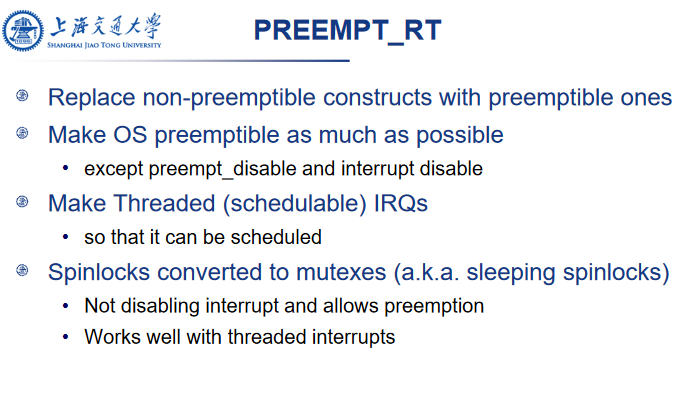 上海交通大学
SHANGHAI JIAO TONG UNIVERSITY
PREEMPT_RT
Replace non-preemptible constructs with preemptible ones
Make OS preemptible as much as possible
• except preempt_disable and interrupt disable
Make Threaded (schedulable) IRQs
• so that it can be scheduled
Spinlocks converted to mutexes (a.k.a. sleeping spinlocks)
• Not disabling interrupt and allows preemption
• Works well with threaded interrupts